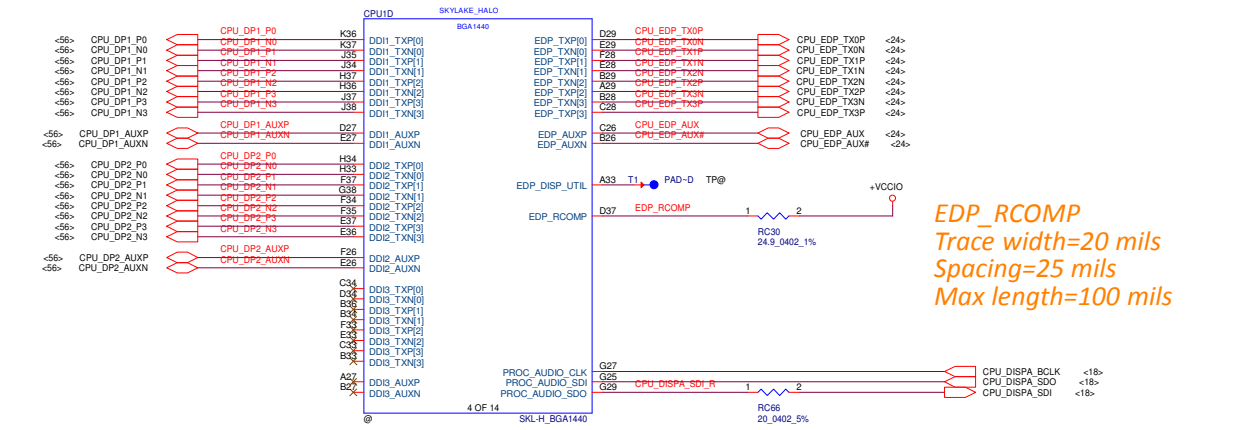 CPU1D SKYLAKE_HALO
BGA1440
<56> CPU_DP1_P0 CPU_DP1_P0 K36 DDI1_TXP[0] EDP_TXP[0] D29 CPU_EDP_TX0P CPU_EDP_TX0P <24>
<56> CPU_DP1_N0 CPU_DP1_N0 K37 DDI1_TXN[0] EDP_TXN[0] E29 CPU_EDP_TX0N CPU_EDP_TX0N <24>
<56> CPU_DP1_P1 CPU_DP1_P1 J35 DDI1_TXP[1] EDP_TXP[1] F28 CPU_EDP_TX1P CPU_EDP_TX1P <24>
<56> CPU_DP1_N1 CPU_DP1_N1 J34 DDI1_TXN[1] EDP_TXN[1] E28 CPU_EDP_TX1N CPU_EDP_TX1N <24>
<56> CPU_DP1_P2 CPU_DP1_P2 H37 DDI1_TXP[2] EDP_TXN[2] B29 CPU_EDP_TX2N CPU_EDP_TX2N <24>
<56> CPU_DP1_N2 CPU_DP1_N2 H36 DDI1_TXN[2] EDP_TXP[2] A29 CPU_EDP_TX2P CPU_EDP_TX2P <24>
<56> CPU_DP1_P3 CPU_DP1_P3 J37 DDI1_TXP[3] EDP_TXN[3] B28 CPU_EDP_TX3N CPU_EDP_TX3N <24>
<56> CPU_DP1_N3 CPU_DP1_N3 J38 DDI1_TXN[3] EDP_TXP[3] C28 CPU_EDP_TX3P CPU_EDP_TX3P <24>
<56> CPU_DP1_AUXP CPU_DP1_AUXP D27 DDI1_AUXP EDP_AUXP C26 CPU_EDP_AUX CPU_EDP_AUX <24>
<56> CPU_DP1_AUXN CPU_DP1_AUXN E27 DDI1_AUXN EDP_AUXN B26 CPU_EDP_AUX# CPU_EDP_AUX# <24>
<56> CPU_DP2_P0 CPU_DP2_P0 H34 DDI2_TXP[0]
<56> CPU_DP2_N0 CPU_DP2_N0 H33 DDI2_TXN[0]
<56> CPU_DP2_P1 CPU_DP2_P1 F37 DDI2_TXP[1] EDP_DISP_UTIL A33 T1 PAD~D TP@
<56> CPU_DP2_N1 CPU_DP2_N1 G38 DDI2_TXN[1] +VCCIO
<56> CPU_DP2_P2 CPU_DP2_P2 F34 DDI2_TXP[2]
<56> CPU_DP2_N2 CPU_DP2_N2 F35 DDI2_TXN[2] EDP_RCOMP D37 EDP_RCOMP 1 2
<56> CPU_DP2_P3 CPU_DP2_P3 E37 DDI2_TXP[3] RC30
<56> CPU_DP2_N3 CPU_DP2_N3 E36 DDI2_TXN[3] 24.9_0402_1%
<56> CPU_DP2_AUXP CPU_DP2_AUXP F26 DDI2_AUXP
<56> CPU_DP2_AUXN CPU_DP2_AUXN E26 DDI2_AUXN
EDP_RCOMP
Trace width=20 mils
Spacing=25 mils
Max length=100 mils
C34 DDI3_TXP[0]
D34 DDI3_TXN[0]
B36 DDI3_TXP[1]
B34 DDI3_TXN[1]
F33 DDI3_TXP[2]
E33 DDI3_TXN[2]
C33 DDI3_TXP[3]
B33 DDI3_TXN[3]
PROC_AUDIO_CLK G27 CPU_DISPA_BCLK <18>
A27 DDI3_AUXP PROC_AUDIO_SDI G25 CPU_DISPA_SDO <18>
B27 DDI3_AUXN PROC_AUDIO_SDO G29 CPU_DISPA_SDI_R 1 2 CPU_DISPA_SDI <18>
4 OF 14 RC66
@ SKL-H_BGA1440 20_0402_5%